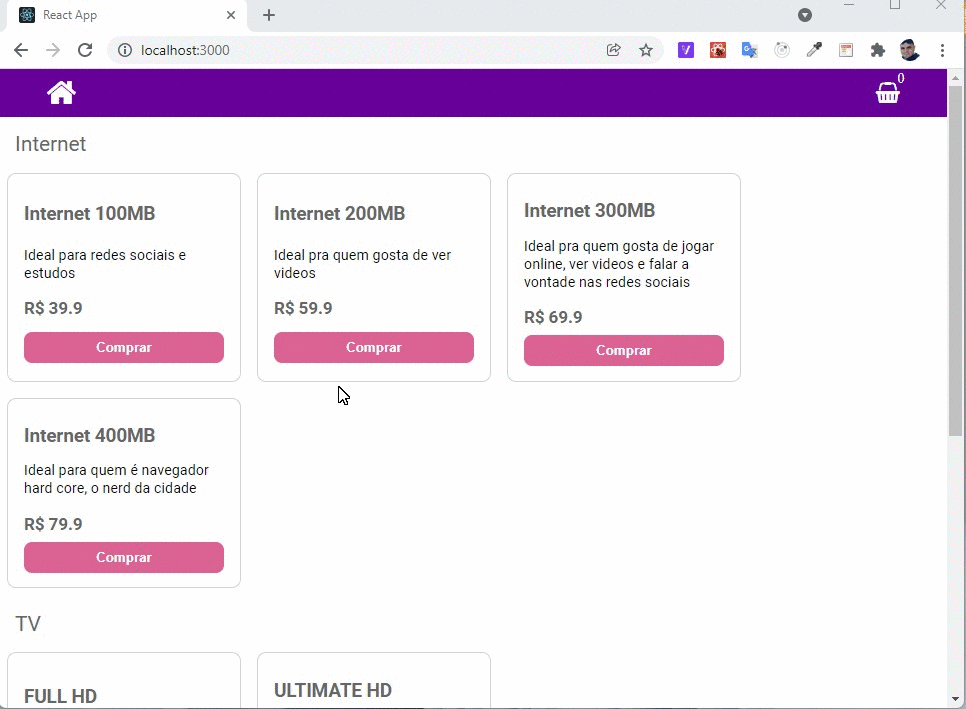 React App
localhost:3000
0
Internet
Internet 100MB
Ideal para redes sociais e
estudos
R$ 39.9
Comprar
Internet 200MB
Ideal pra quem gosta de ver
videos
R$ 59.9
Comprar
Internet 300MB
Ideal pra quem gosta de jogar
online, ver videos e falar a
vontade nas redes sociais
R$ 69.9
Comprar
Internet 400MB
Ideal para quem é navegador
hard core, o nerd da cidade
R$ 79.9
Comprar
TV
FULL HD
ULTIMATE HD